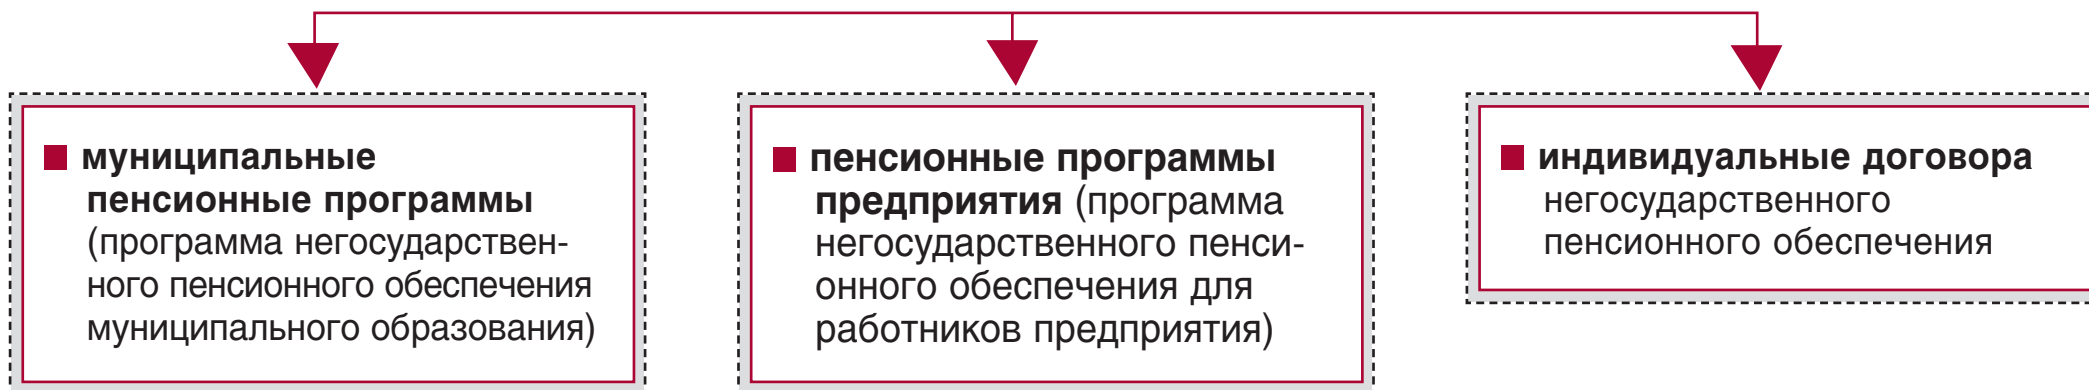 муниципальные
пенсионные программы
(программа негосударствен-
ного пенсионного обеспечения
муниципального образования)
пенсионные программы
предприятия (программа
негосударственного пенси-
онного обеспечения для
работников предприятия)
индивидуальные договора
негосударственного
пенсионного обеспечения